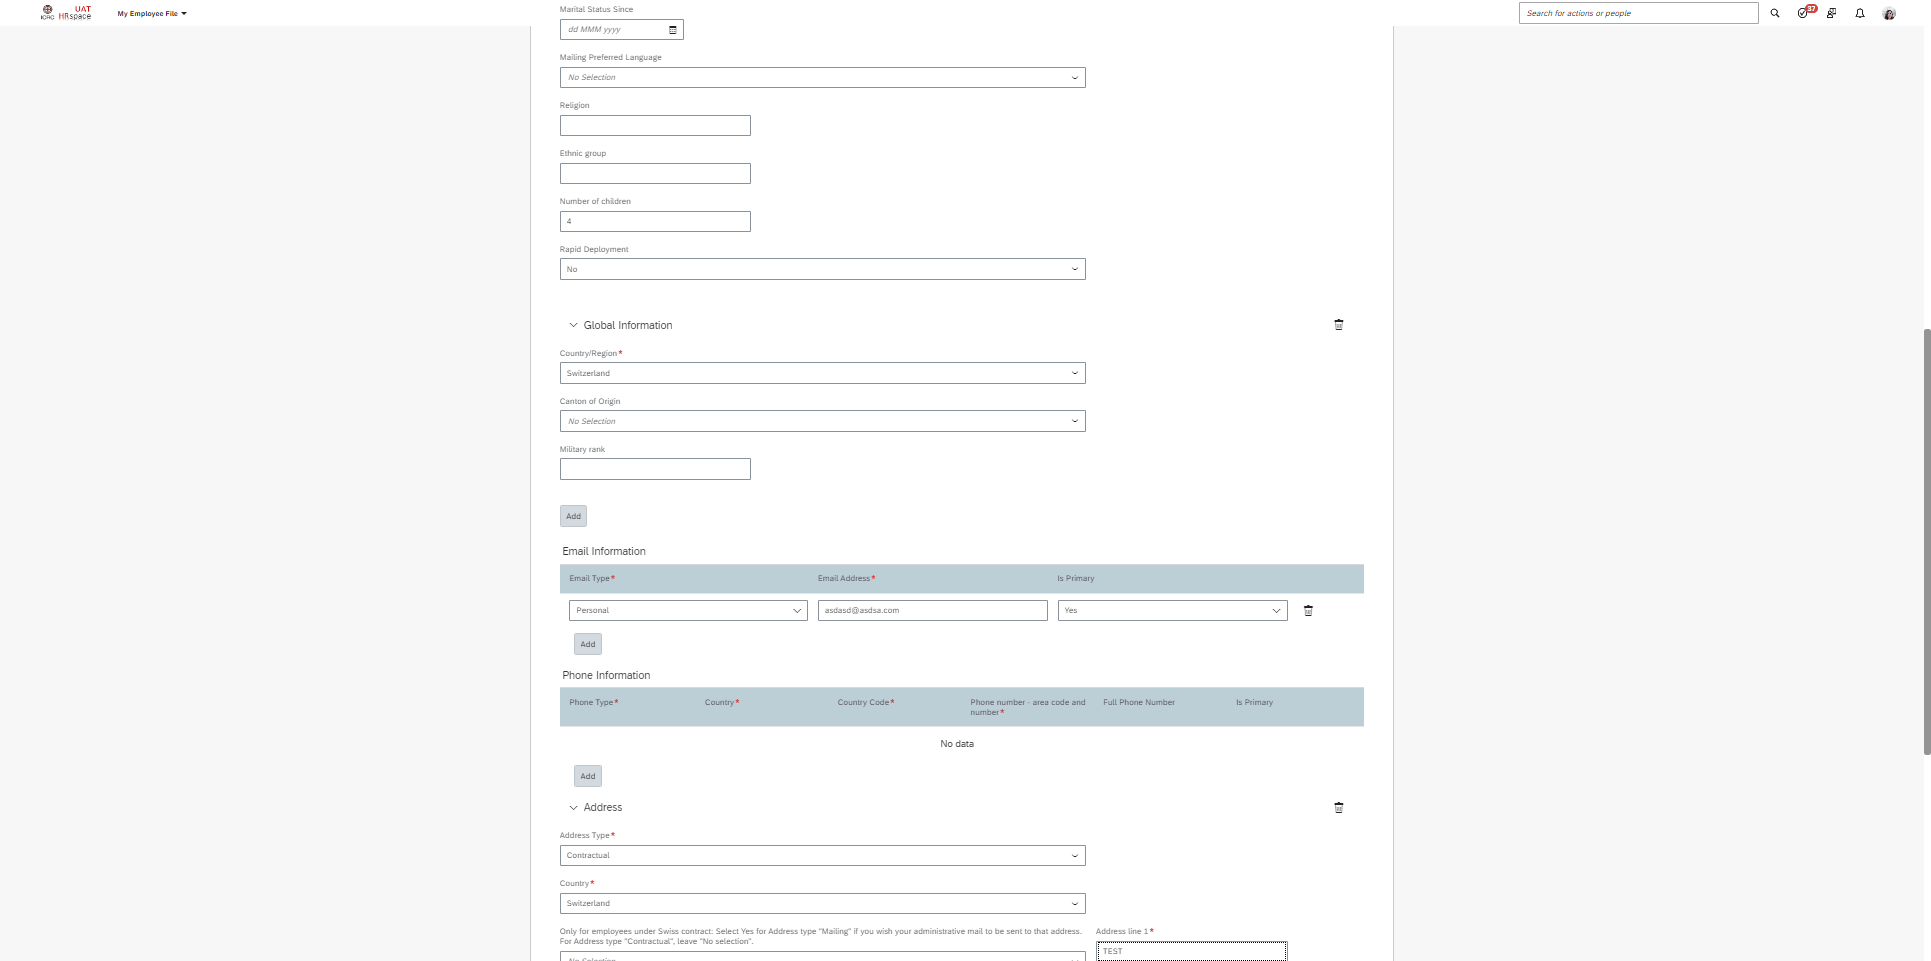 ICRC
UAT
HRspace
My Employee File
Search for actions or people
37
Marital Status Since
dd MMM yyyy
Mailing Preferred Language
No Selection
Religion
Ethnic group
Number of children
4
Rapid Deployment
No
Global Information
Country/Region*
Switzerland
Canton of Origin
No Selection
Military rank
Add
Email Information
Email Type* Email Address* Is Primary
Personal asdasd@asdsa.com Yes
Add
Phone Information
Phone Type* Country* Country Code* Phone number - area code and Full Phone Number Is Primary
number*
No data
Add
Address
Address Type*
Contractual
Country*
Switzerland
Only for employees under Swiss contract: Select Yes for Address type "Mailing" if you wish your administrative mail to be sent to that address. Address line 1*
For Address type "Contractual", leave "No selection".
No Selection TEST